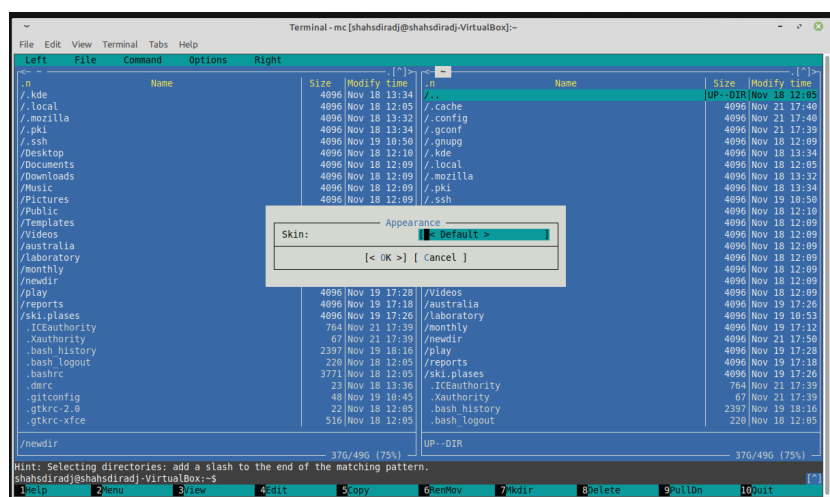 Terminal - mc [shahsdiradj@shahsdiradj-VirtualBox]:~
File Edit View Terminal Tabs Help
Left File Command Options Right
<- ~ .[^]> <- ~ .[^]>
.n Name Size Modify time .n Name Size Modify time
/.kde 4096 Nov 18 13:34 /.. UP--DIR Nov 18 12:05
/.local 4096 Nov 18 12:05 /.cache 4096 Nov 21 17:40
/.mozilla 4096 Nov 18 13:32 /.config 4096 Nov 21 17:40
/.pki 4096 Nov 18 13:34 /.gconf 4096 Nov 21 17:39
/.ssh 4096 Nov 19 10:50 /.gnupg 4096 Nov 18 12:09
/Desktop 4096 Nov 18 12:10 /.kde 4096 Nov 18 13:34
/Documents 4096 Nov 18 12:09 /.local 4096 Nov 18 12:05
/Downloads 4096 Nov 18 12:09 /.mozilla 4096 Nov 18 13:32
/Music 4096 Nov 18 12:09 /.pki 4096 Nov 18 13:34
/Pictures 4096 Nov 18 12:09 /.ssh 4096 Nov 19 10:50
/Public 4096 Nov 18 12:10
/Templates Appearance 4096 Nov 18 12:09
/Videos Skin: [< Default > ] 4096 Nov 18 12:09
/australia 4096 Nov 18 12:09
/laboratory [< OK >] [ Cancel ] 4096 Nov 18 12:09
/monthly 4096 Nov 18 12:09
/newdir 4096 Nov 18 12:09
/play 4096 Nov 19 17:28 /Videos 4096 Nov 18 12:09
/reports 4096 Nov 19 17:18 /australia 4096 Nov 19 17:26
/ski.plases 4096 Nov 19 17:26 /laboratory 4096 Nov 19 10:53
.ICEauthority 764 Nov 21 17:39 /monthly 4096 Nov 19 17:12
.Xauthority 67 Nov 21 17:39 /newdir 4096 Nov 21 17:50
.bash_history 2397 Nov 19 18:16 /play 4096 Nov 19 17:28
.bash_logout 220 Nov 18 12:05 /reports 4096 Nov 19 17:18
.bashrc 3771 Nov 18 12:05 /ski.plases 4096 Nov 19 17:26
.dmrc 23 Nov 18 13:36 .ICEauthority 764 Nov 21 17:39
.gitconfig 48 Nov 19 10:45 .Xauthority 67 Nov 21 17:39
.gtkrc-2.0 22 Nov 18 12:05 .bash_history 2397 Nov 19 18:16
.gtkrc-xfce 516 Nov 18 12:05 .bash_logout 220 Nov 18 12:05
/newdir UP--DIR
37G/49G (75%) 37G/49G (75%)
Hint: Selecting directories: add a slash to the end of the matching pattern.
shahsdiradj@shahsdiradj-VirtualBox:~$ [^]
1Help 2Menu 3View 4Edit 5Copy 6RenMov 7Mkdir 8Delete 9PullDn 10Quit